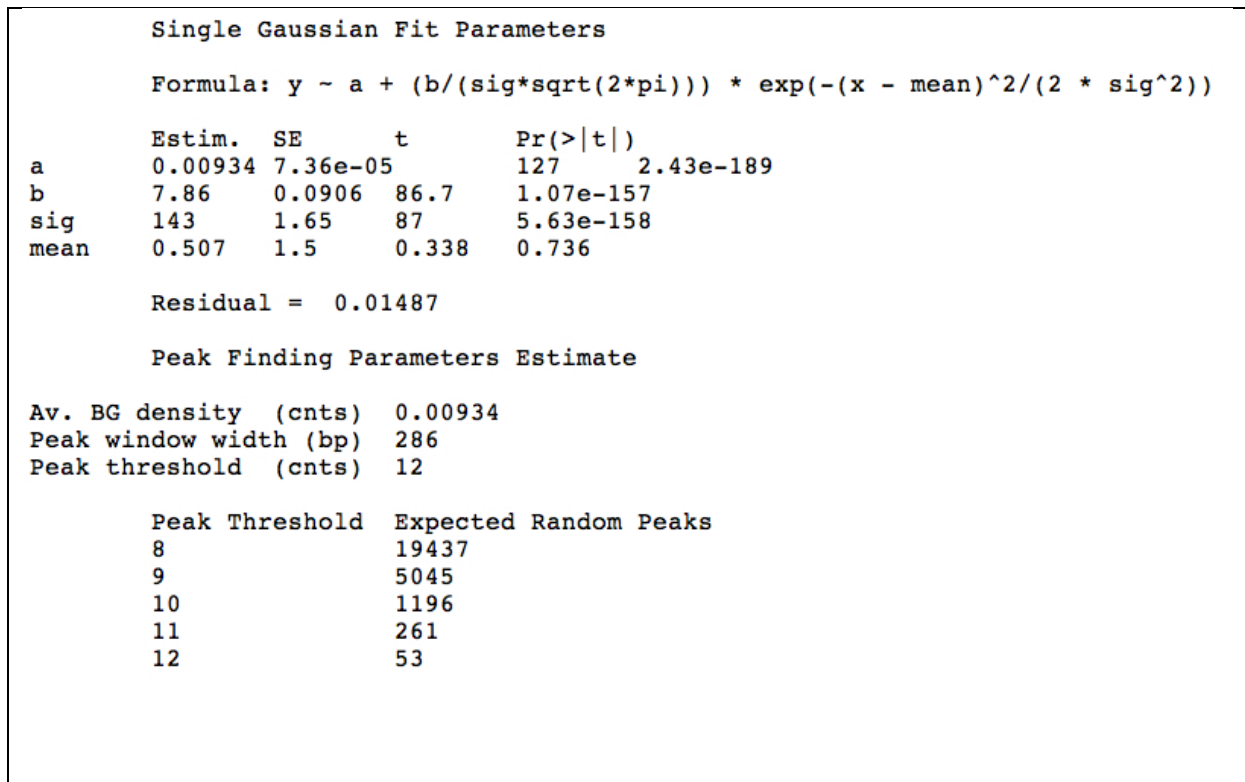 Single Gaussian Fit Parameters
Formula: y ~ a + (b/(sig*sqrt(2*pi))) * exp(-(x - mean)^2/(2 * sig^2))
Estim. SE t Pr(>|t|)
a 0.00934 7.36e-05 127 2.43e-189
b 7.86 0.0906 86.7 1.07e-157
sig 143 1.65 87 5.63e-158
mean 0.507 1.5 0.338 0.736
Residual = 0.01487
Peak Finding Parameters Estimate
Av. BG density (cnts) 0.00934
Peak window width (bp) 286
Peak threshold (cnts) 12
Peak Threshold Expected Random Peaks
8 19437
9 5045
10 1196
11 261
12 53